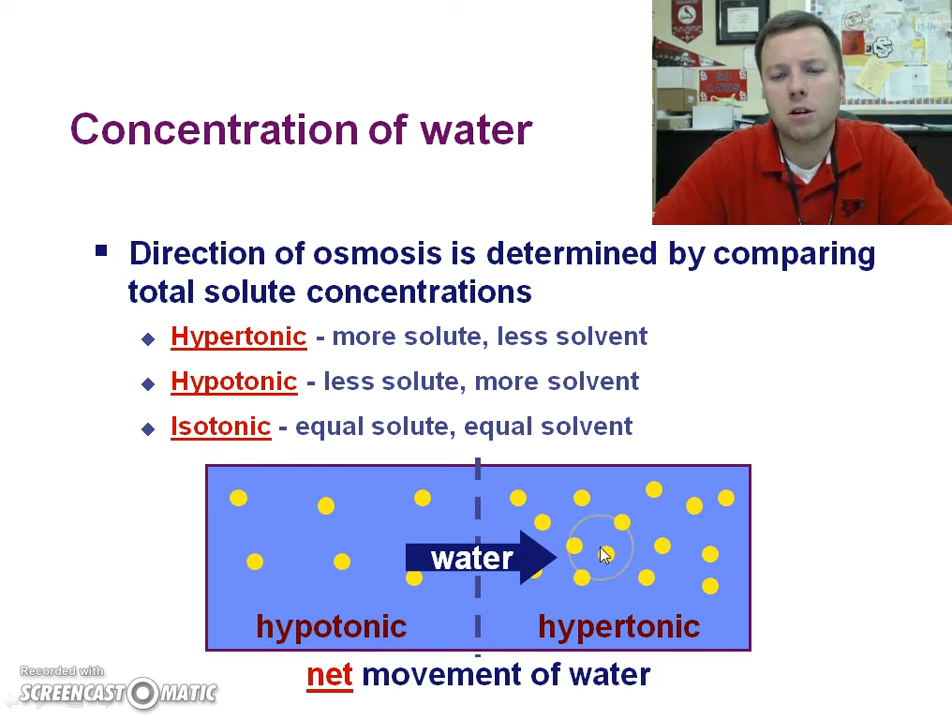 Concentration of water
Direction of osmosis is determined by comparing
total solute concentrations
Hypertonic - more solute, less solvent
Hypotonic - less solute, more solvent
Isotonic - equal solute, equal solvent
water
hypotonic
hypertonic
net movement of water
Recorded with
SCREENCAST-O-MATIC